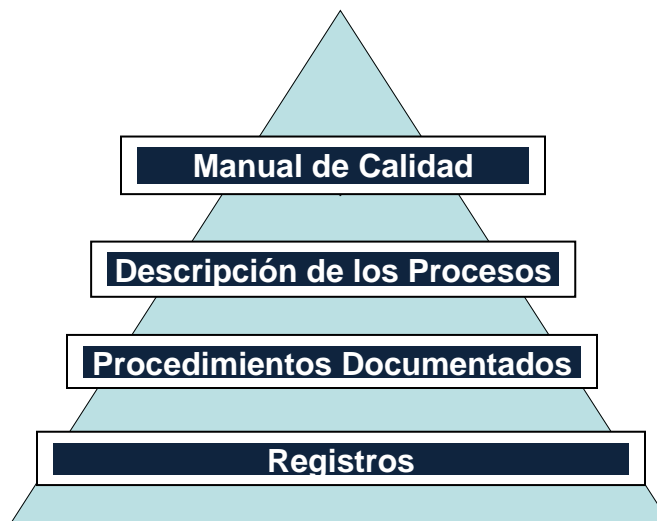 Manual de Calidad
Descripción de los Procesos
Procedimientos Documentados
Registros